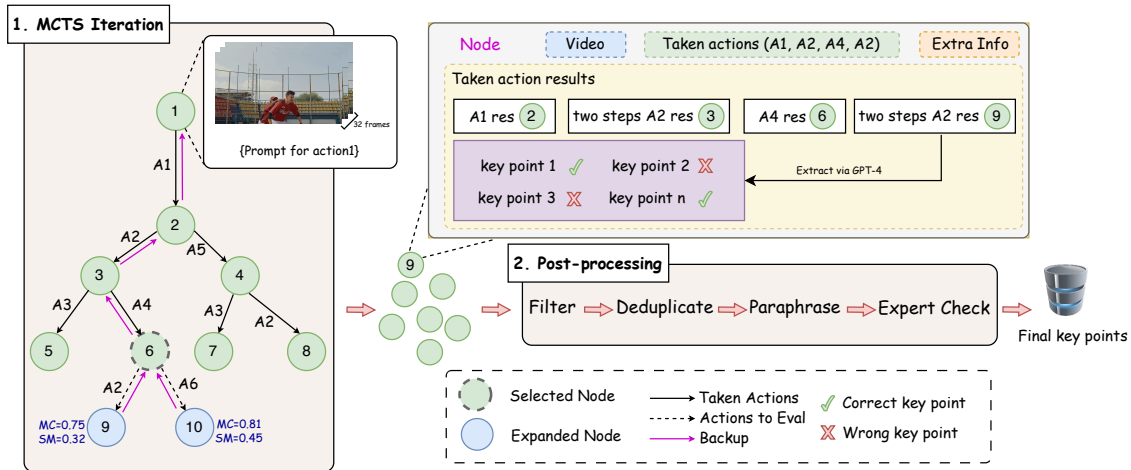 1. MCTS Iteration
1
32 frames
{Prompt for action1}
A1
2
A2
A5
3
4
A3
A4
A3
A2
5
6
7
8
A2
A6
MC=0.75
SM=0.32
9
10
MC=0.81
SM=0.45
Node
Video
Taken actions (A1, A2, A4, A2)
Extra Info
Taken action results
A1 res 2
two steps A2 res 3
A4 res 6
two steps A2 res 9
key point 1
key point 2
key point 3
key point n
Extract via GPT-4
9
2. Post-processing
Filter
Deduplicate
Paraphrase
Expert Check
Final key points
Selected Node
Expanded Node
Taken Actions
Actions to Eval
Backup
Correct key point
Wrong key point